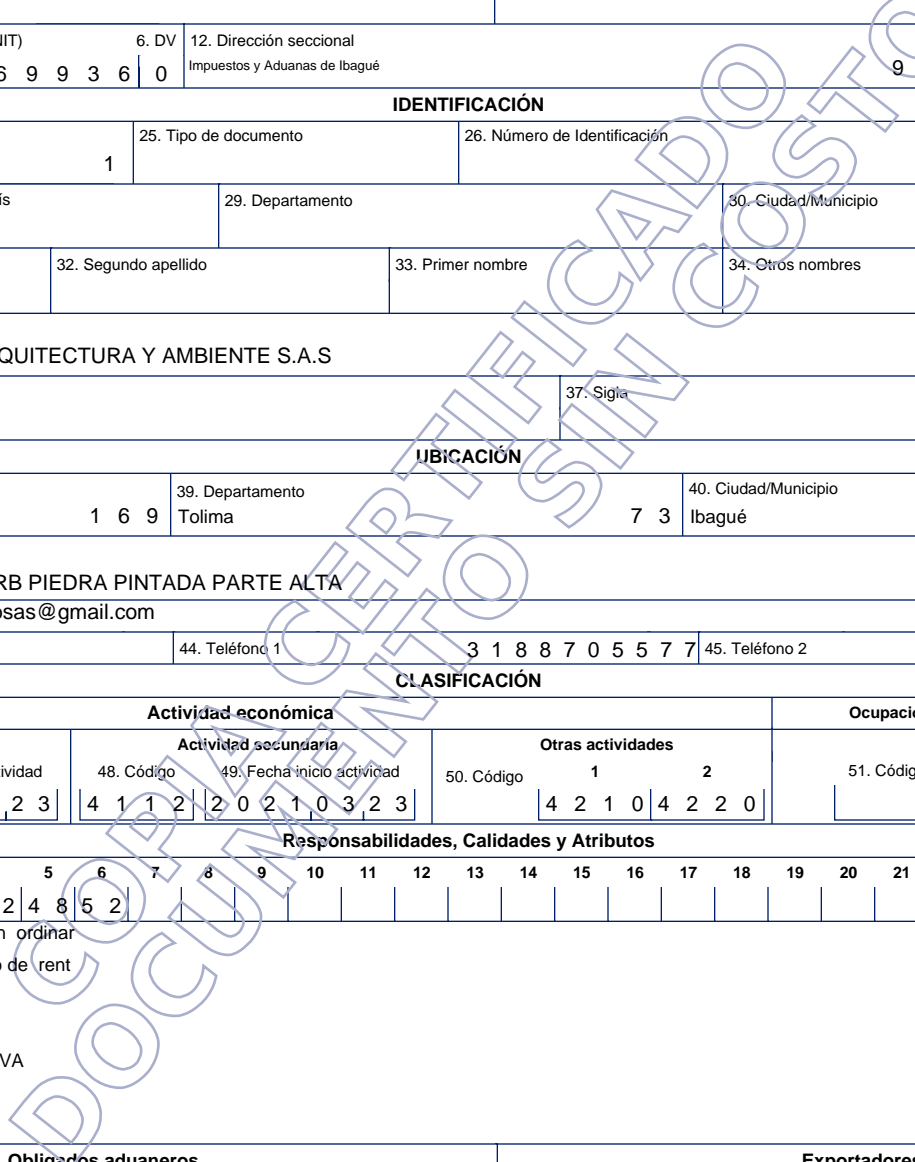 NIT) 6. DV 12. Dirección seccional
6 9 9 3 6 0 Impuestos y Aduanas de Ibagué 9
IDENTIFICACIÓN
25. Tipo de documento 26. Número de Identificación
1
ís 29. Departamento 30. Ciudad/Municipio
32. Segundo apellido 33. Primer nombre 34. Otros nombres
QUITECTURA Y AMBIENTE S.A.S
37. Sigla
UBICACIÓN
39. Departamento 40. Ciudad/Municipio
1 6 9 Tolima 7 3 Ibagué
RB PIEDRA PINTADA PARTE ALTA
osas@gmail.com
44. Teléfono 1 3 1 8 8 7 0 5 5 7 7 45. Teléfono 2
CLASIFICACIÓN
Actividad económica Ocupació
Actividad secundaria Otras actividades
ividad 48. Código 49. Fecha inicio actividad 50. Código 1 2 51. Códig
2 3 4 1 1 2 2 0 2 1 0 3 2 3 4 2 1 0 4 2 2 0
Responsabilidades, Calidades y Atributos
5 6 7 8 9 10 11 12 13 14 15 16 17 18 19 20 21
2 4 8 5 2
n ordinar
o de rent
VA
Obligados aduaneros Exportadores
COPIA CERTIFICADO
DOCUMENTO SIN COSTO